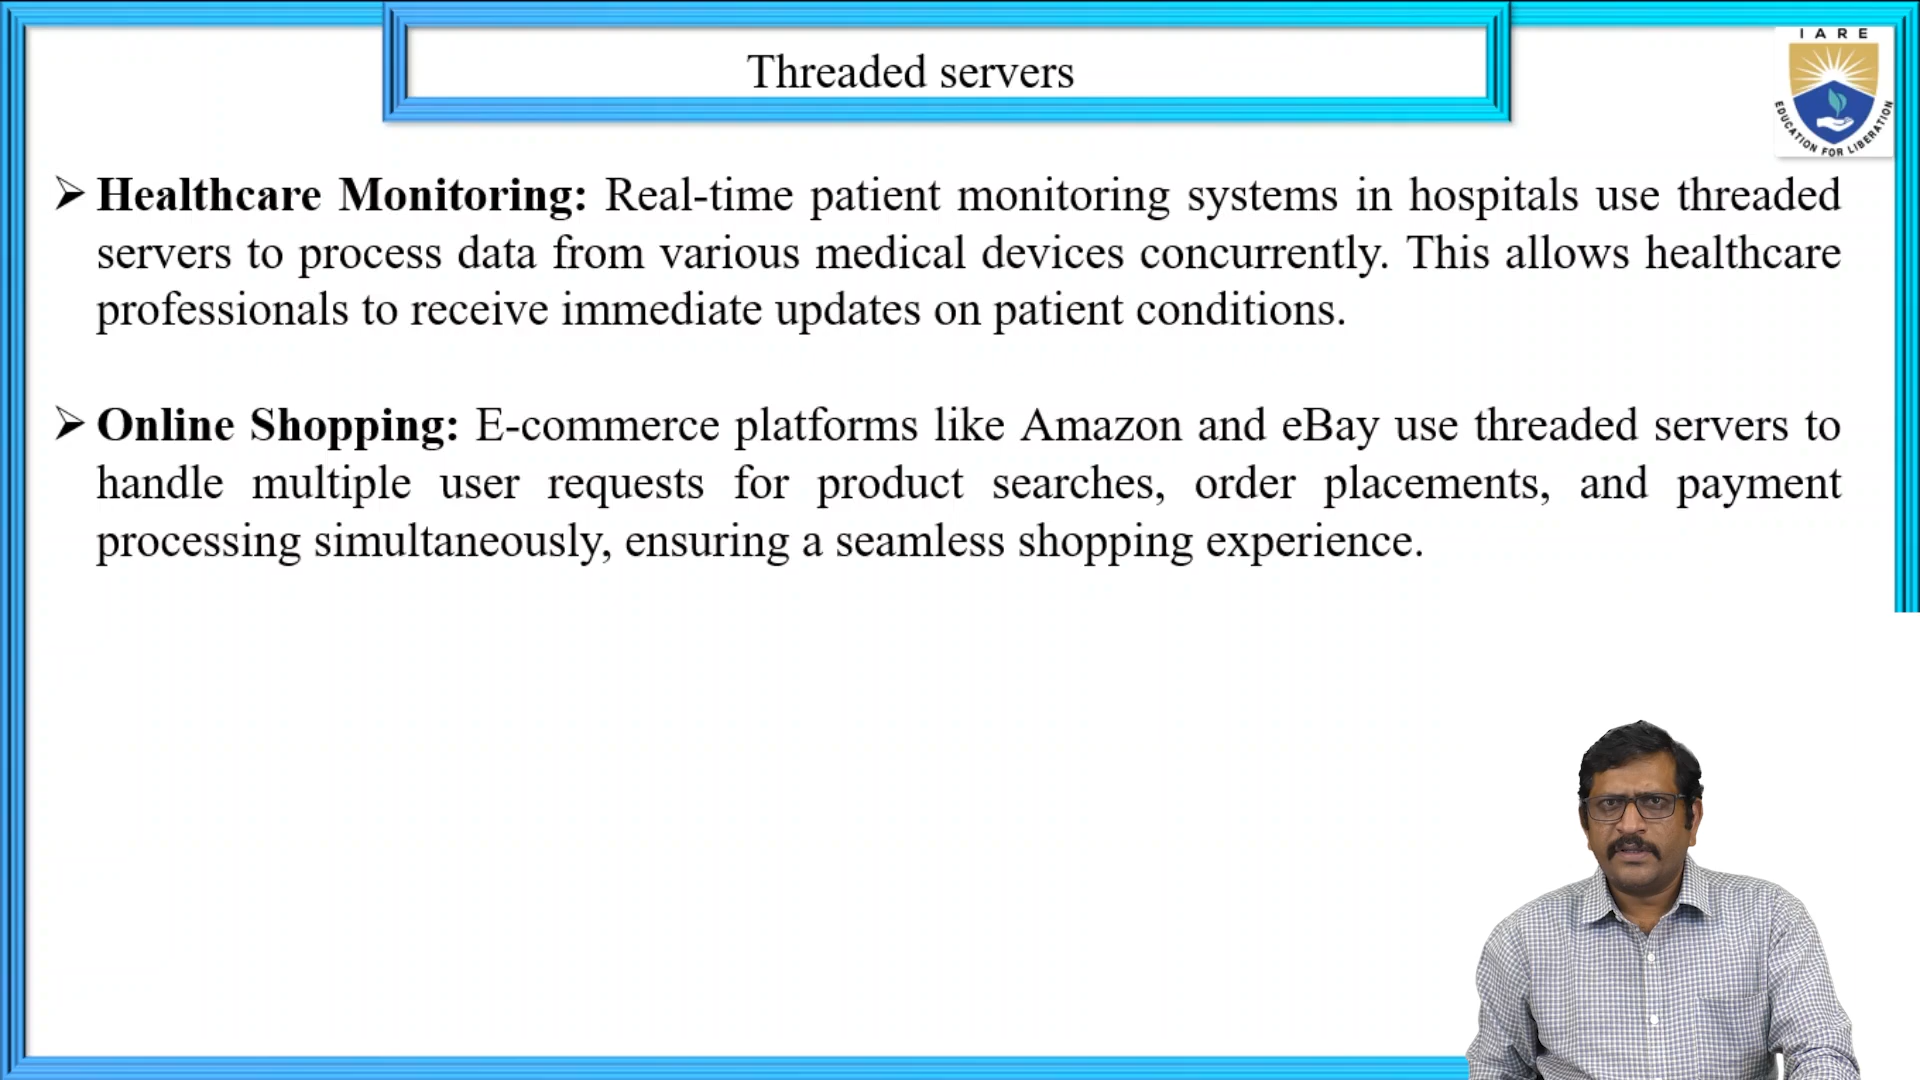 Threaded servers
IARE
EDUCATION FOR LIBERATION
➢ Healthcare Monitoring: Real-time patient monitoring systems in hospitals use threaded
servers to process data from various medical devices concurrently. This allows healthcare
professionals to receive immediate updates on patient conditions.
➢ Online Shopping: E-commerce platforms like Amazon and eBay use threaded servers to
handle multiple user requests for product searches, order placements, and payment
processing simultaneously, ensuring a seamless shopping experience.